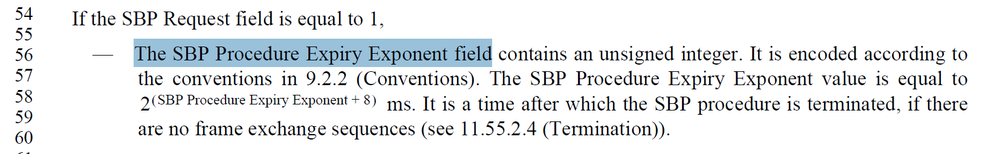 54 If the SBP Request field is equal to 1,
55
56 — The SBP Procedure Expiry Exponent field contains an unsigned integer. It is encoded according to
57 the conventions in 9.2.2 (Conventions). The SBP Procedure Expiry Exponent value is equal to
58 2(SBP Procedure Expiry Exponent + 8) ms. It is a time after which the SBP procedure is terminated, if there
59 are no frame exchange sequences (see 11.55.2.4 (Termination)).
60